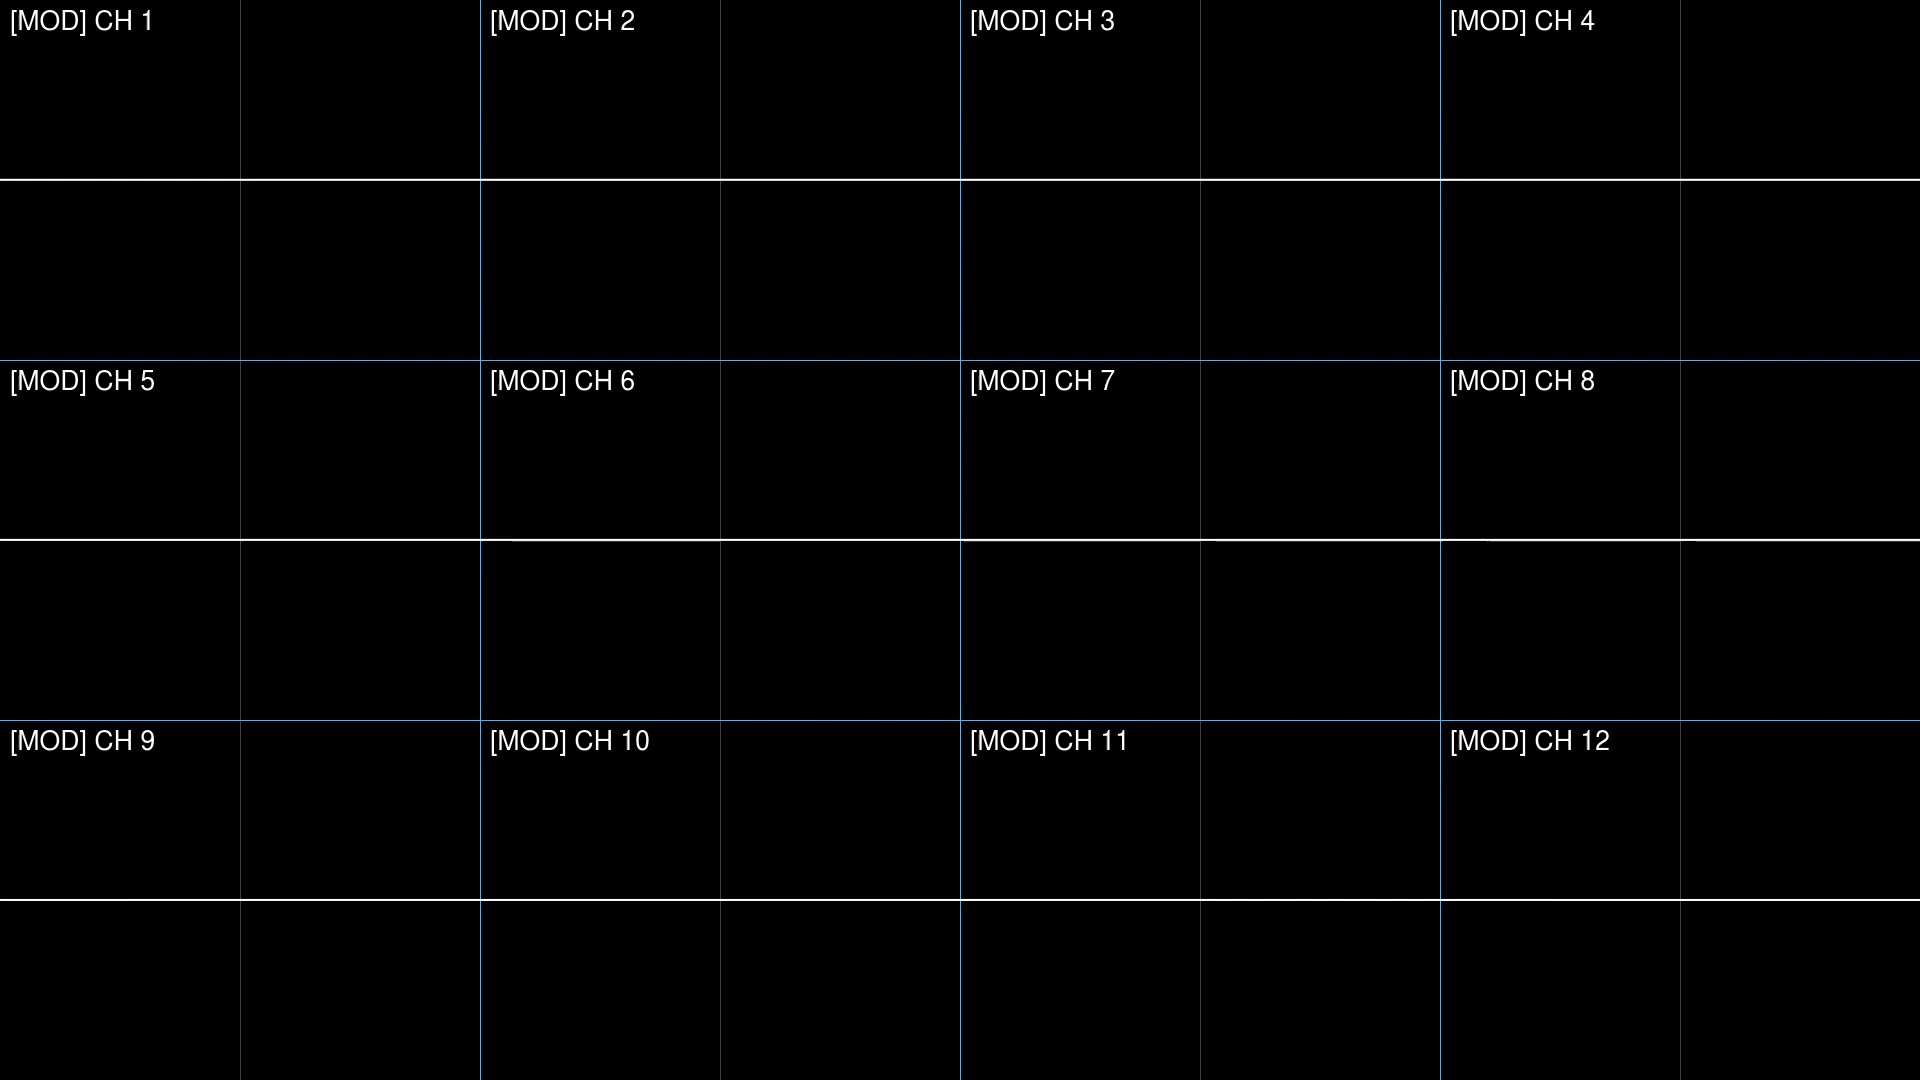 [MOD] CH 1
[MOD] CH 2
[MOD] CH 3
[MOD] CH 4
[MOD] CH 5
[MOD] CH 6
[MOD] CH 7
[MOD] CH 8
[MOD] CH 9
[MOD] CH 10
[MOD] CH 11
[MOD] CH 12